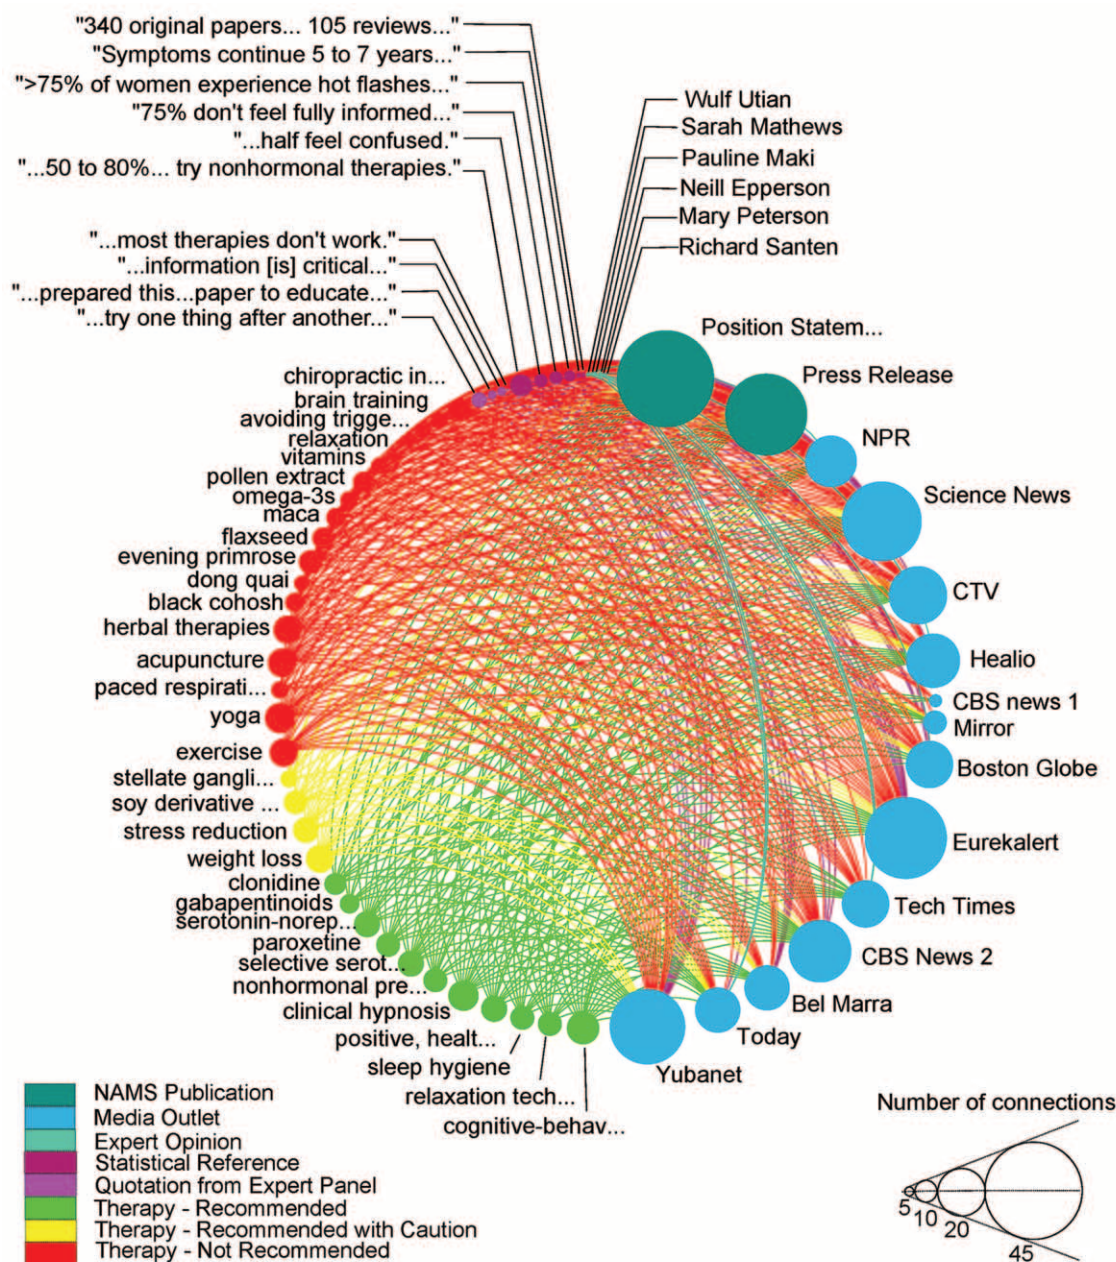 "340 original papers... 105 reviews..."
"Symptoms continue 5 to 7 years..."
">75% of women experience hot flashes..."
"75% don't feel fully informed..."
"...half feel confused."
"...50 to 80%... try nonhormonal therapies."
"...most therapies don't work."
"...information [is] critical..."
"...prepared this...paper to educate..."
"...try one thing after another..."
Wulf Utian
Sarah Mathews
Pauline Maki
Neill Epperson
Mary Peterson
Richard Santen
Position Statem...
Press Release
NPR
Science News
CTV
Healio
CBS news 1
Mirror
Boston Globe
Eurekalert
Tech Times
CBS News 2
Bel Marra
Today
Yubanet
chiropractic in...
brain training
avoiding trigge...
relaxation
vitamins
pollen extract
omega-3s
maca
flaxseed
evening primrose
dong quai
black cohosh
herbal therapies
acupuncture
paced respirati...
yoga
exercise
stellate gangli...
soy derivative ...
stress reduction
weight loss
clonidine
gabapentinoids
serotonin-norep...
paroxetine
selective serot...
nonhormonal pre...
clinical hypnosis
positive, healt...
sleep hygiene
relaxation tech...
cognitive-behav...
NAMS Publication
Media Outlet
Expert Opinion
Statistical Reference
Quotation from Expert Panel
Therapy - Recommended
Therapy - Recommended with Caution
Therapy - Not Recommended
Number of connections
5
10
20
45